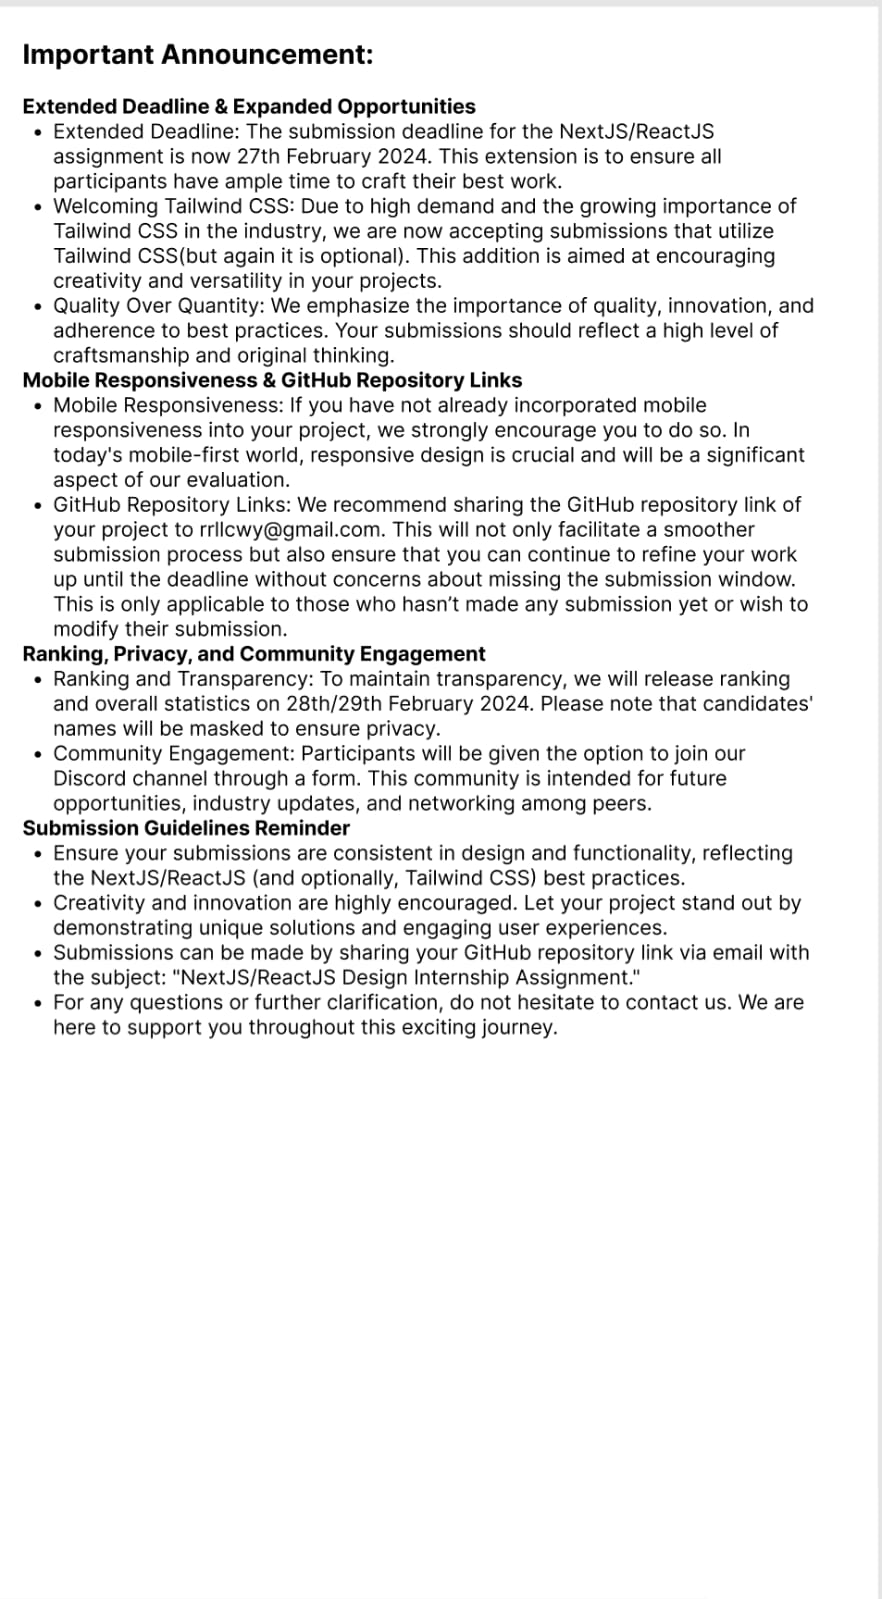 Important Announcement:
Extended Deadline & Expanded Opportunities
• Extended Deadline: The submission deadline for the NextJS/ReactJS
assignment is now 27th February 2024. This extension is to ensure all
participants have ample time to craft their best work.
• Welcoming Tailwind CSS: Due to high demand and the growing importance of
Tailwind CSS in the industry, we are now accepting submissions that utilize
Tailwind CSS(but again it is optional). This addition is aimed at encouraging
creativity and versatility in your projects.
• Quality Over Quantity: We emphasize the importance of quality, innovation, and
adherence to best practices. Your submissions should reflect a high level of
craftsmanship and original thinking.
Mobile Responsiveness & GitHub Repository Links
• Mobile Responsiveness: If you have not already incorporated mobile
responsiveness into your project, we strongly encourage you to do so. In
today's mobile-first world, responsive design is crucial and will be a significant
aspect of our evaluation.
• GitHub Repository Links: We recommend sharing the GitHub repository link of
your project to rrllcwy@gmail.com. This will not only facilitate a smoother
submission process but also ensure that you can continue to refine your work
up until the deadline without concerns about missing the submission window.
This is only applicable to those who hasn’t made any submission yet or wish to
modify their submission.
Ranking, Privacy, and Community Engagement
• Ranking and Transparency: To maintain transparency, we will release ranking
and overall statistics on 28th/29th February 2024. Please note that candidates'
names will be masked to ensure privacy.
• Community Engagement: Participants will be given the option to join our
Discord channel through a form. This community is intended for future
opportunities, industry updates, and networking among peers.
Submission Guidelines Reminder
• Ensure your submissions are consistent in design and functionality, reflecting
the NextJS/ReactJS (and optionally, Tailwind CSS) best practices.
• Creativity and innovation are highly encouraged. Let your project stand out by
demonstrating unique solutions and engaging user experiences.
• Submissions can be made by sharing your GitHub repository link via email with
the subject: "NextJS/ReactJS Design Internship Assignment."
• For any questions or further clarification, do not hesitate to contact us. We are
here to support you throughout this exciting journey.